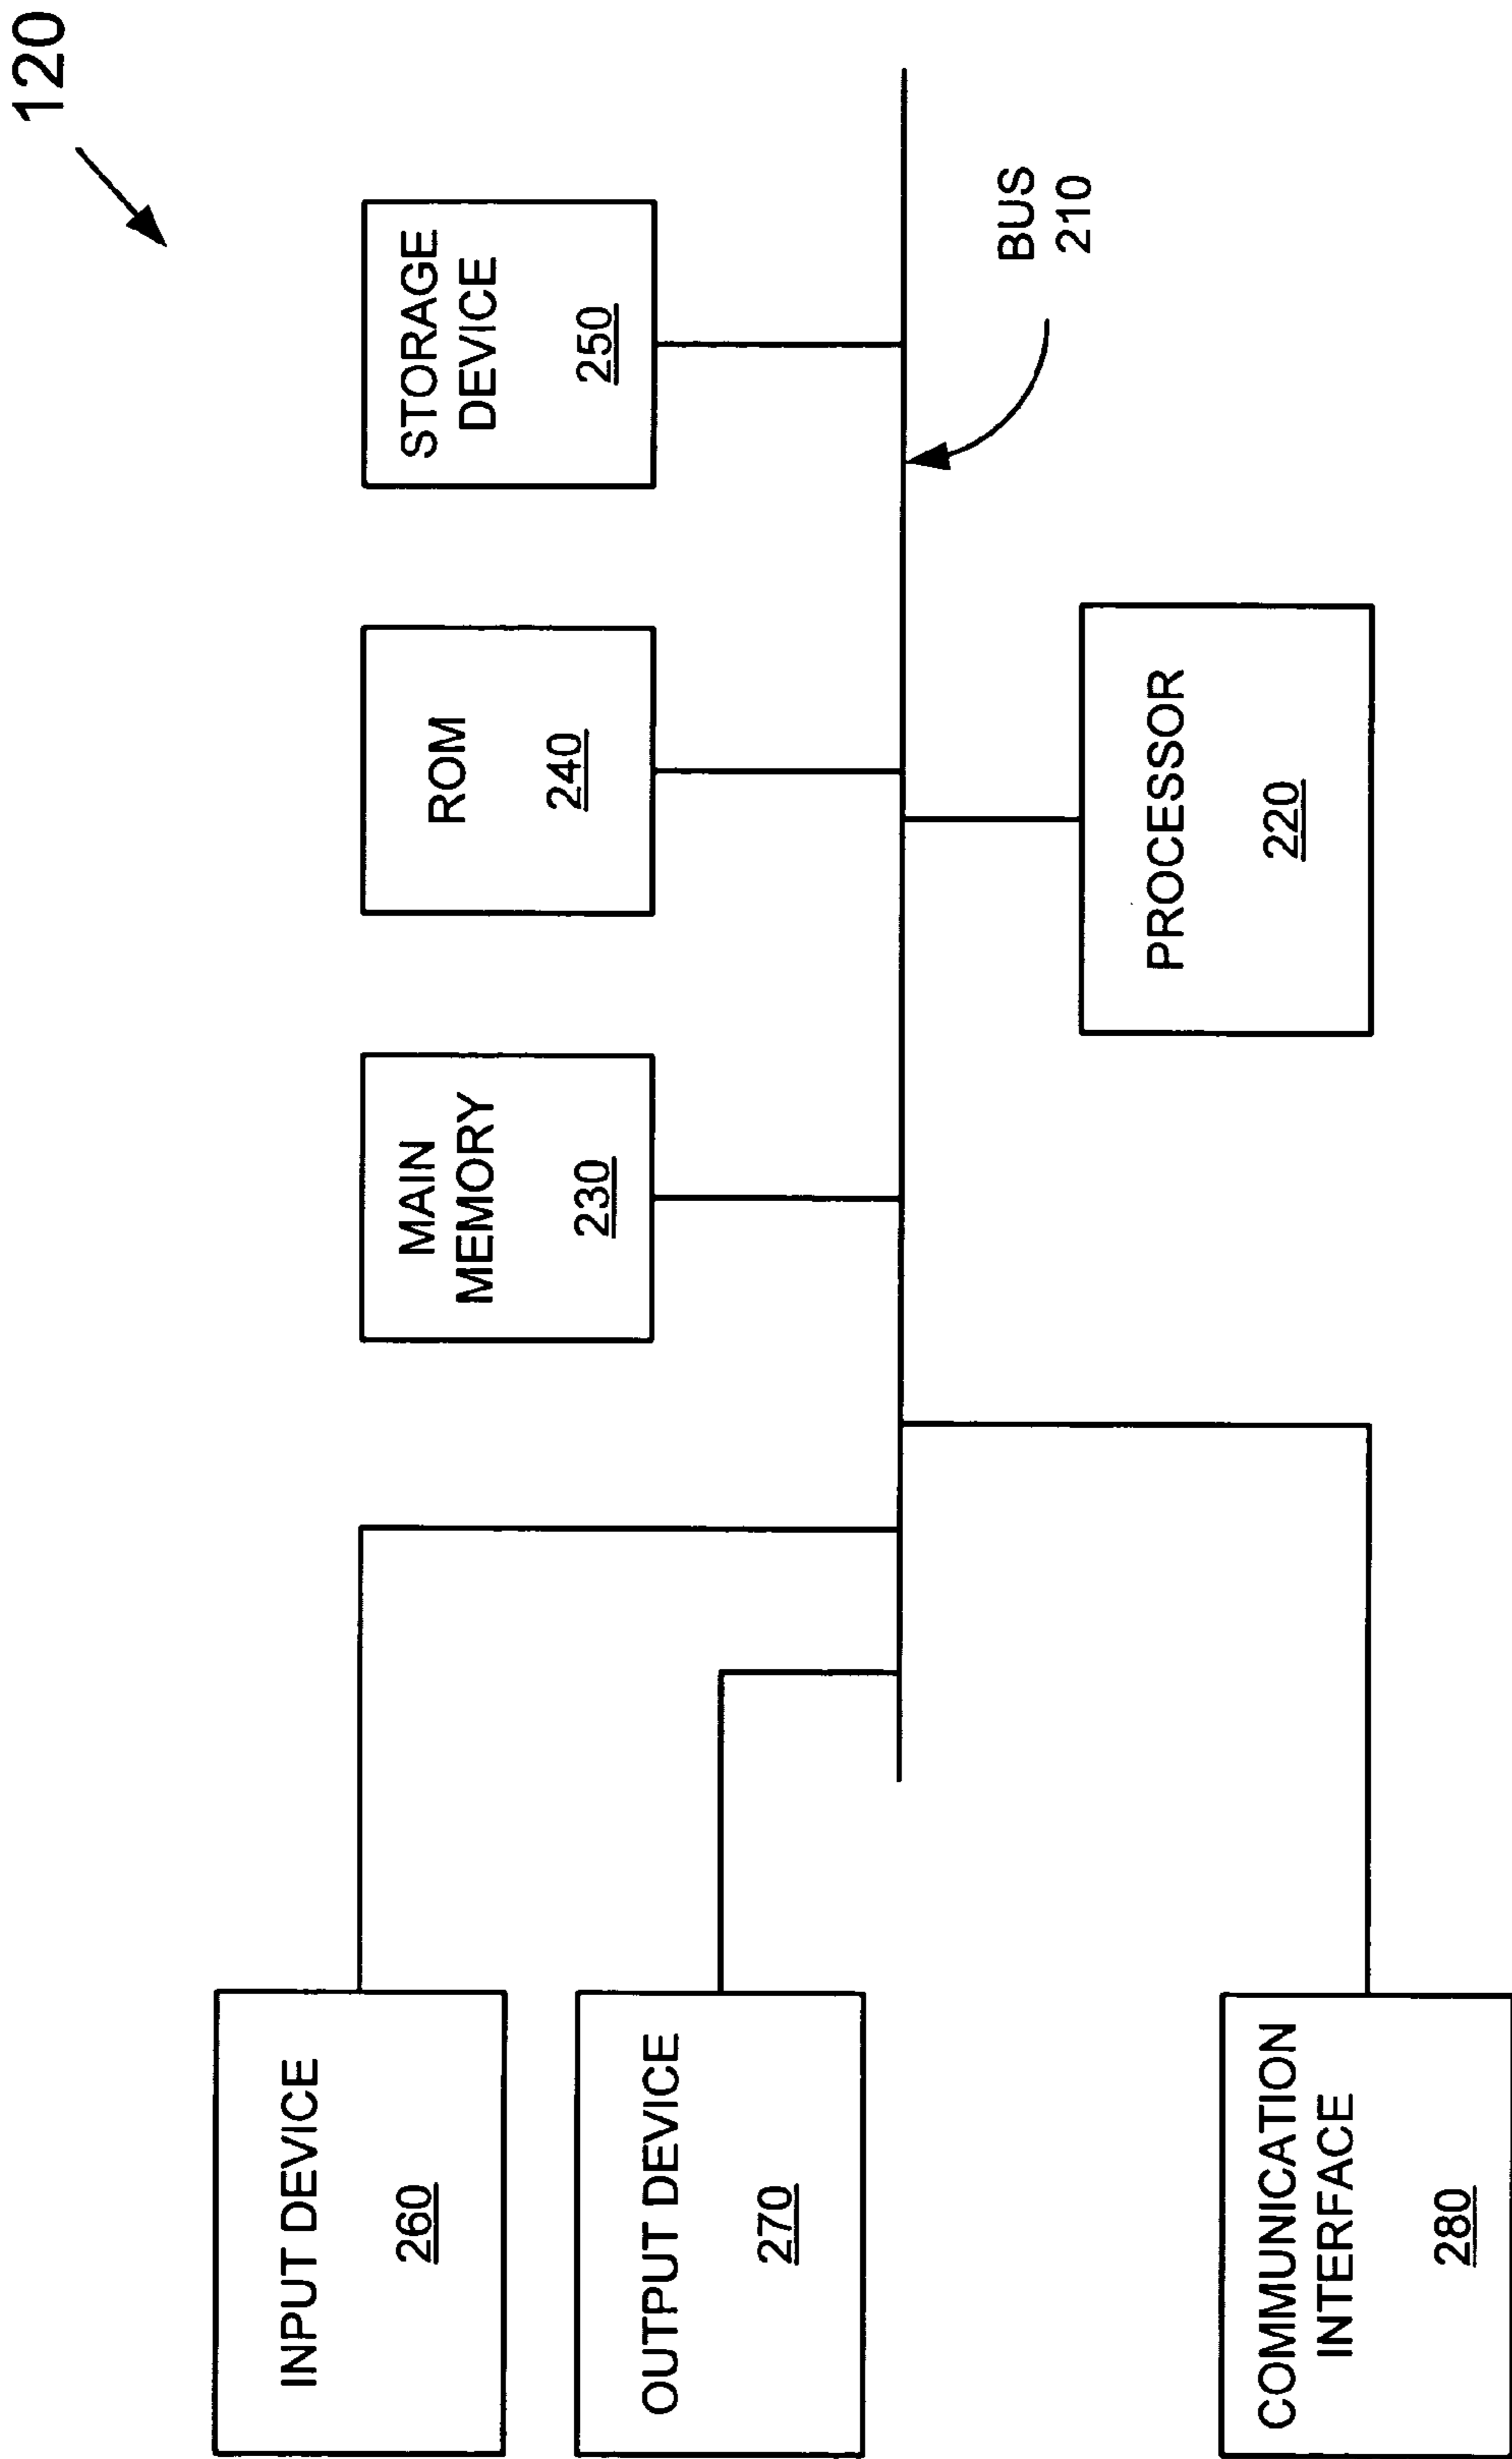 120
STORAGE
DEVICE
250
ROM
240
MAIN
MEMORY
230
BUS
210
PROCESSOR
220
INPUT DEVICE
260
OUTPUT DEVICE
270
COMMUNICATION
INTERFACE
280